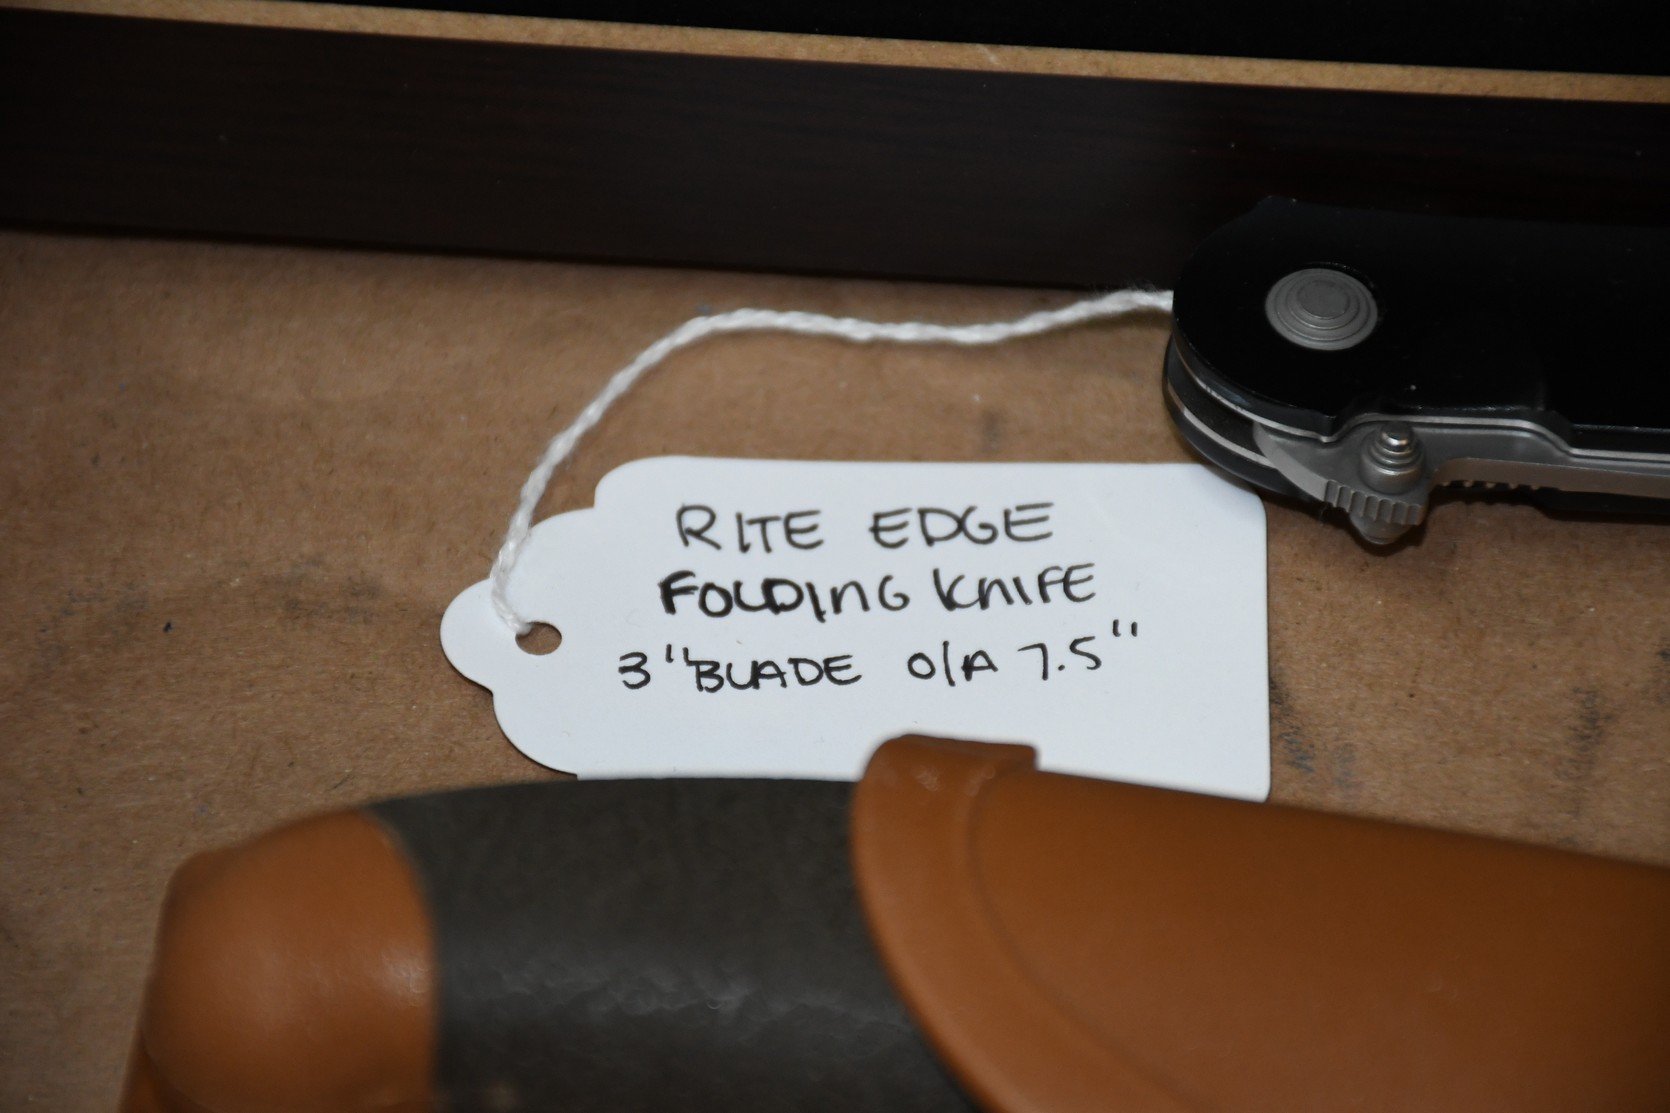 RITE EDGE
FOLDING KNIFE
3" BLADE O/A 7.5"